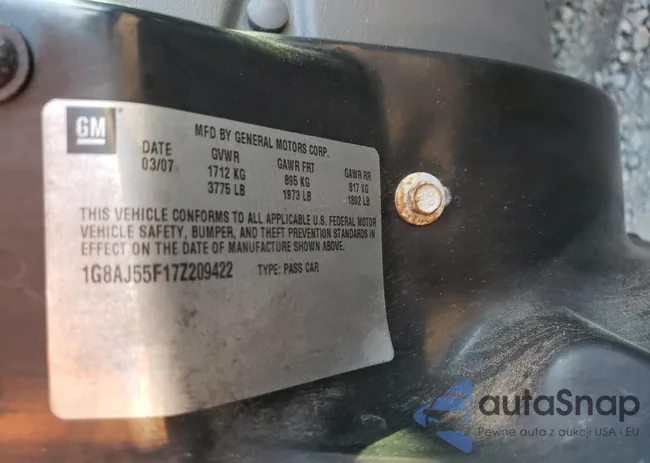 GM
MFD BY GENERAL MOTORS CORP.
DATE GVWR GAWR FRT GAWR RR
03/07 1712 KG 895 KG 817 KG
3775 LB 1973 LB 1802 LB
THIS VEHICLE CONFORMS TO ALL APPLICABLE U.S. FEDERAL MOTOR
VEHICLE SAFETY, BUMPER, AND THEFT PREVENTION STANDARDS IN
EFFECT ON THE DATE OF MANUFACTURE SHOWN ABOVE.
1G8AJ55F17Z209422 TYPE: PASS CAR
autaSnap
Pewne auta z aukcji USA i EU